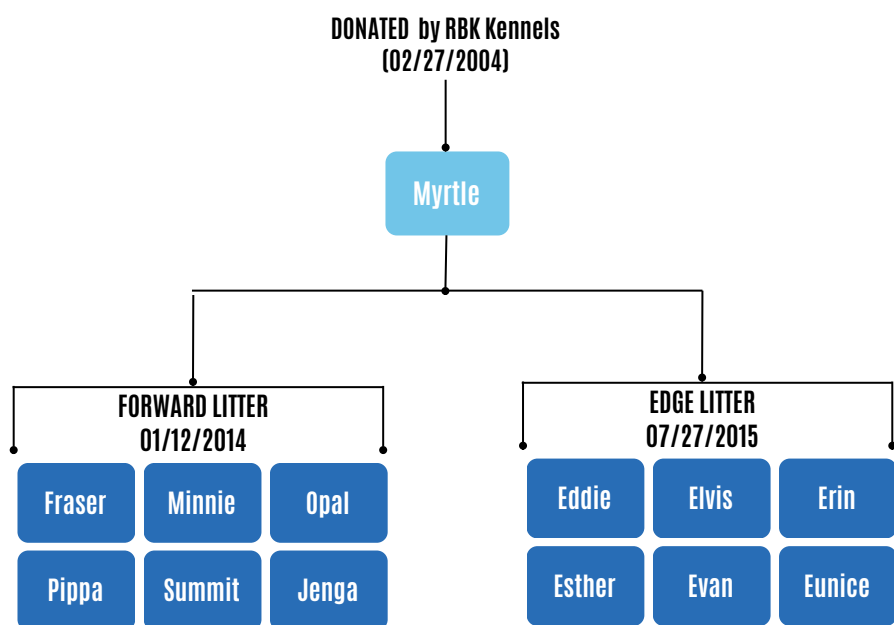 DONATED by RBK Kennels
(02/27/2004)
Myrtle
FORWARD LITTER
01/12/2014
Fraser
Minnie
Opal
Pippa
Summit
Jenga
EDGE LITTER
07/27/2015
Eddie
Elvis
Erin
Esther
Evan
Eunice